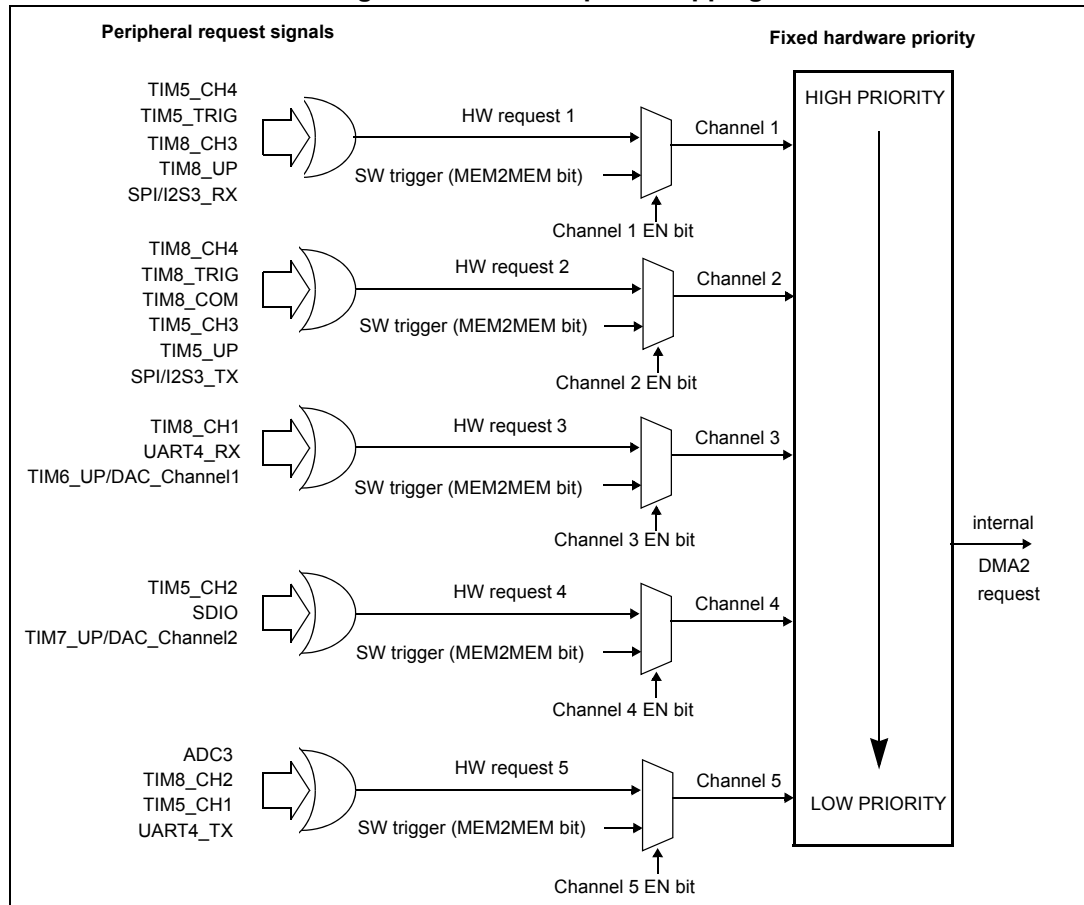 Peripheral request signals
Fixed hardware priority
TIM5_CH4
TIM5_TRIG
TIM8_CH3
TIM8_UP
SPI/I2S3_RX
HW request 1
SW trigger (MEM2MEM bit)
Channel 1
Channel 1 EN bit
HIGH PRIORITY
TIM8_CH4
TIM8_TRIG
TIM8_COM
TIM5_CH3
TIM5_UP
SPI/I2S3_TX
HW request 2
SW trigger (MEM2MEM bit)
Channel 2
Channel 2 EN bit
TIM8_CH1
UART4_RX
TIM6_UP/DAC_Channel1
HW request 3
SW trigger (MEM2MEM bit)
Channel 3
Channel 3 EN bit
internal
DMA2
request
TIM5_CH2
SDIO
TIM7_UP/DAC_Channel2
HW request 4
SW trigger (MEM2MEM bit)
Channel 4
Channel 4 EN bit
ADC3
TIM8_CH2
TIM5_CH1
UART4_TX
HW request 5
SW trigger (MEM2MEM bit)
Channel 5
Channel 5 EN bit
LOW PRIORITY